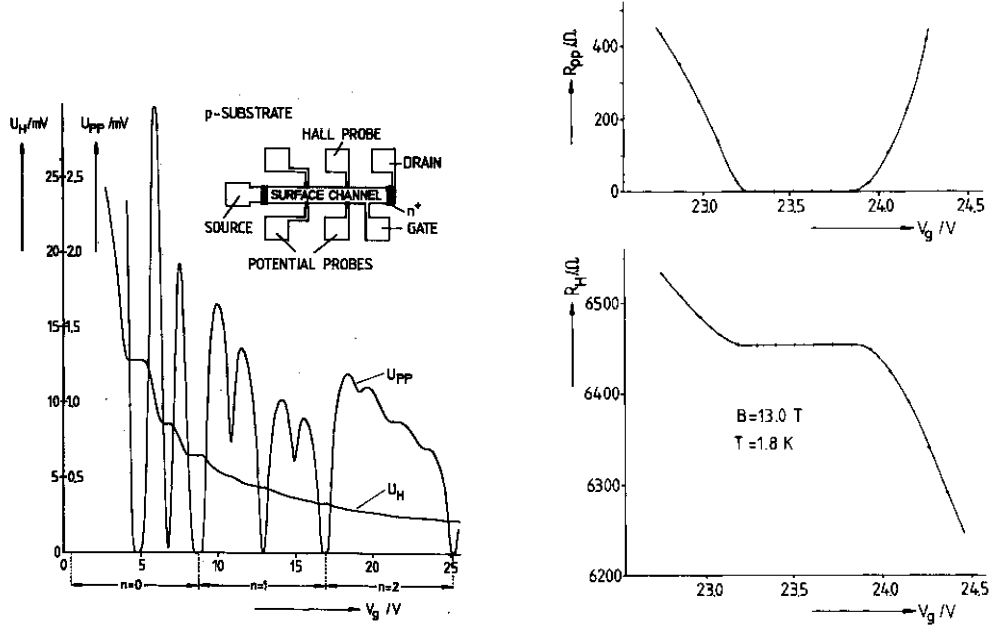 U_H/mV
U_PP/mV
p-SUBSTRATE
HALL PROBE
DRAIN
SURFACE CHANNEL
n⁺
SOURCE
GATE
POTENTIAL PROBES
25 2.5
20 2.0
15 1.5
10 1.0
5 0.5
0
U_PP
U_H
0 5 10 15 20 25
n=0 n=1 n=2
V_g /V
R_pp/Ω
400
200
0
23.0 23.5 24.0 24.5
V_g /V
R_H/Ω
6500
6400
6300
6200
B=13.0 T
T=1.8 K
23.0 23.5 24.0 24.5
V_g /V